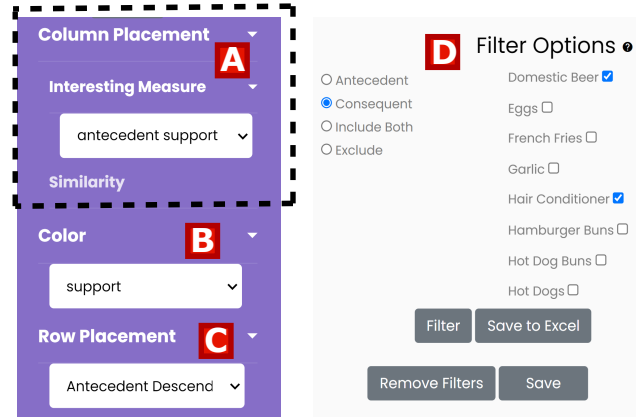 Column Placement
A
Interesting Measure
antecedent support
Similarity
Color
B
support
Row Placement
C
Antecedent Descend
D
Filter Options
Antecedent
Consequent
Include Both
Exclude
Domestic Beer
Eggs
French Fries
Garlic
Hair Conditioner
Hamburger Buns
Hot Dog Buns
Hot Dogs
Filter
Save to Excel
Remove Filters
Save